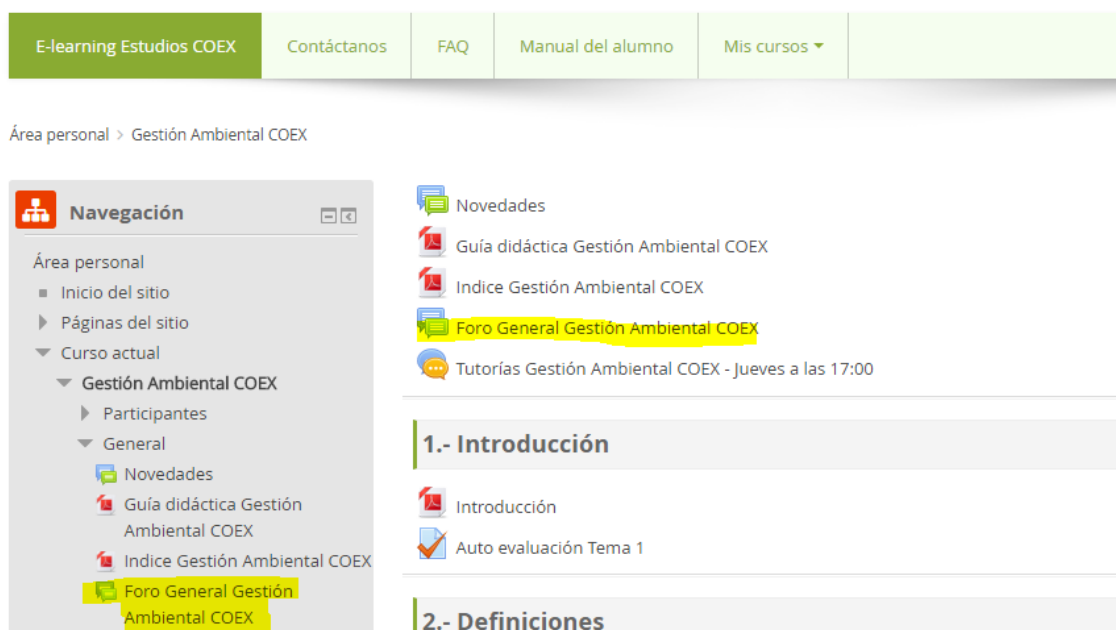 E-learning Estudios COEX
Contáctanos
FAQ
Manual del alumno
Mis cursos
Área personal > Gestión Ambiental COEX
Navegación
Área personal
Inicio del sitio
Páginas del sitio
Curso actual
Gestión Ambiental COEX
Participantes
General
Novedades
Guía didáctica Gestión
Ambiental COEX
Indice Gestión Ambiental COEX
Foro General Gestión
Ambiental COEX
Novedades
Guía didáctica Gestión Ambiental COEX
Indice Gestión Ambiental COEX
Foro General Gestión Ambiental COEX
Tutorías Gestión Ambiental COEX - Jueves a las 17:00
1.- Introducción
Introducción
Auto evaluación Tema 1
2.- Definiciones